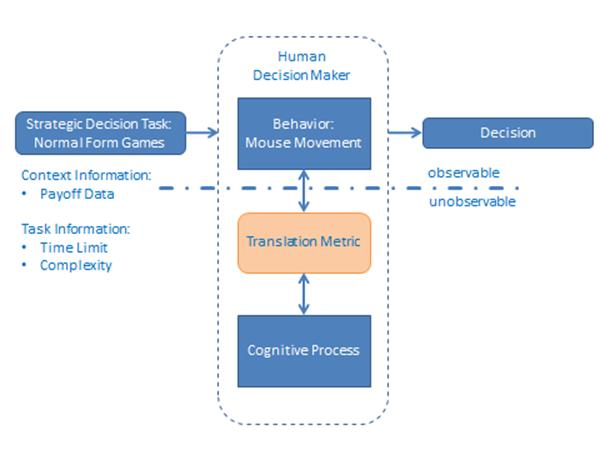 Human
Decision Maker
Strategic Decision Task:
Normal Form Games
Behavior:
Mouse Movement
Decision
Context Information:
• Payoff Data
observable
unobservable
Task Information:
• Time Limit
• Complexity
Translation Metric
Cognitive Process